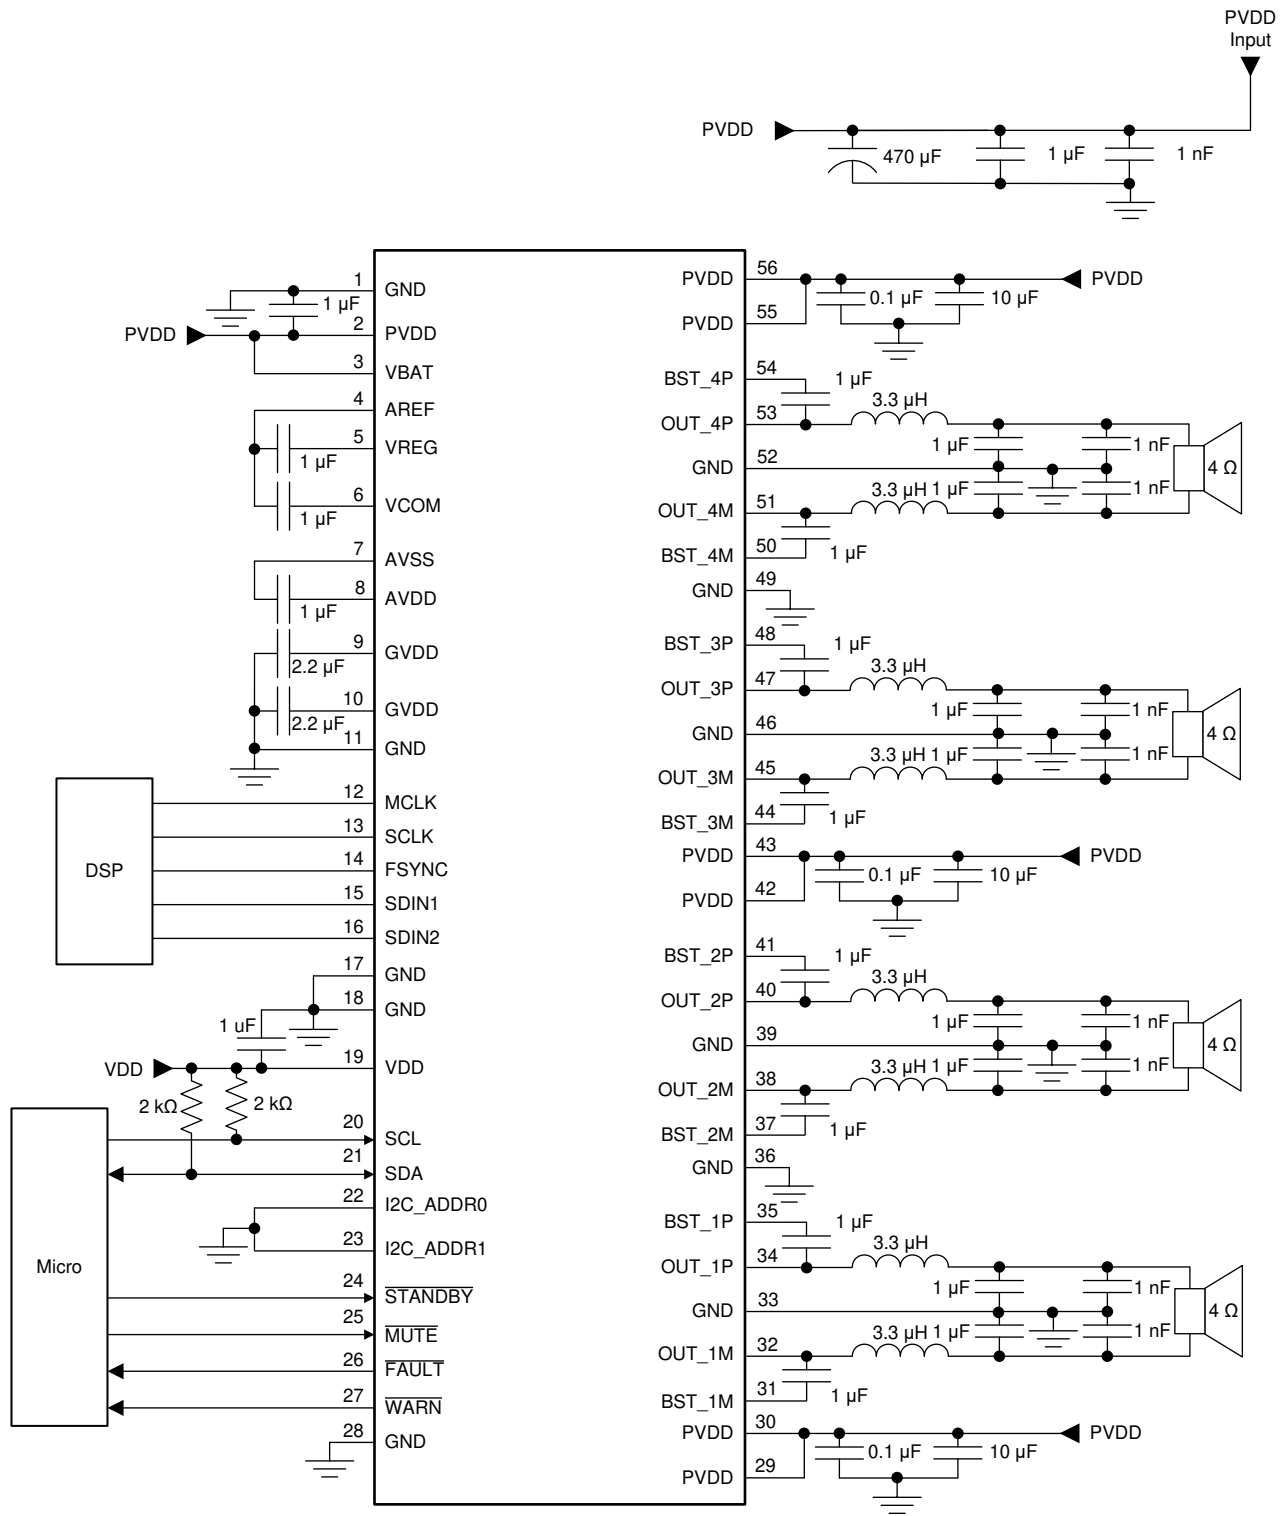 PVDD
Input
PVDD
470 µF
1 µF
1 nF
1
GND
1 µF
PVDD
2
PVDD
3
VBAT
4
AREF
5
VREG
1 µF
6
VCOM
1 µF
7
AVSS
8
AVDD
1 µF
9
GVDD
2.2 µF
10
GVDD
2.2 µF
11
GND
DSP
12
MCLK
13
SCLK
14
FSYNC
15
SDIN1
16
SDIN2
17
GND
18
GND
1 uF
VDD
19
VDD
2 kΩ
2 kΩ
Micro
20
SCL
21
SDA
22
I2C_ADDR0
23
I2C_ADDR1
24
STANDBY
25
MUTE
26
FAULT
27
WARN
28
GND
PVDD
56
PVDD
0.1 µF
10 µF
PVDD
55
BST_4P
54
1 µF
3.3 µH
OUT_4P
53
1 µF
1 nF
GND
52
4 Ω
3.3 µH
1 µF
1 nF
OUT_4M
51
1 µF
BST_4M
50
GND
49
BST_3P
48
1 µF
3.3 µH
OUT_3P
47
1 µF
1 nF
GND
46
4 Ω
3.3 µH
1 µF
1 nF
OUT_3M
45
1 µF
BST_3M
44
PVDD
43
PVDD
0.1 µF
10 µF
PVDD
42
BST_2P
41
1 µF
3.3 µH
OUT_2P
40
1 µF
1 nF
GND
39
4 Ω
3.3 µH
1 µF
1 nF
OUT_2M
38
1 µF
BST_2M
37
GND
36
BST_1P
35
1 µF
3.3 µH
OUT_1P
34
1 µF
1 nF
GND
33
4 Ω
3.3 µH
1 µF
1 nF
OUT_1M
32
1 µF
BST_1M
31
PVDD
30
PVDD
0.1 µF
10 µF
PVDD
29